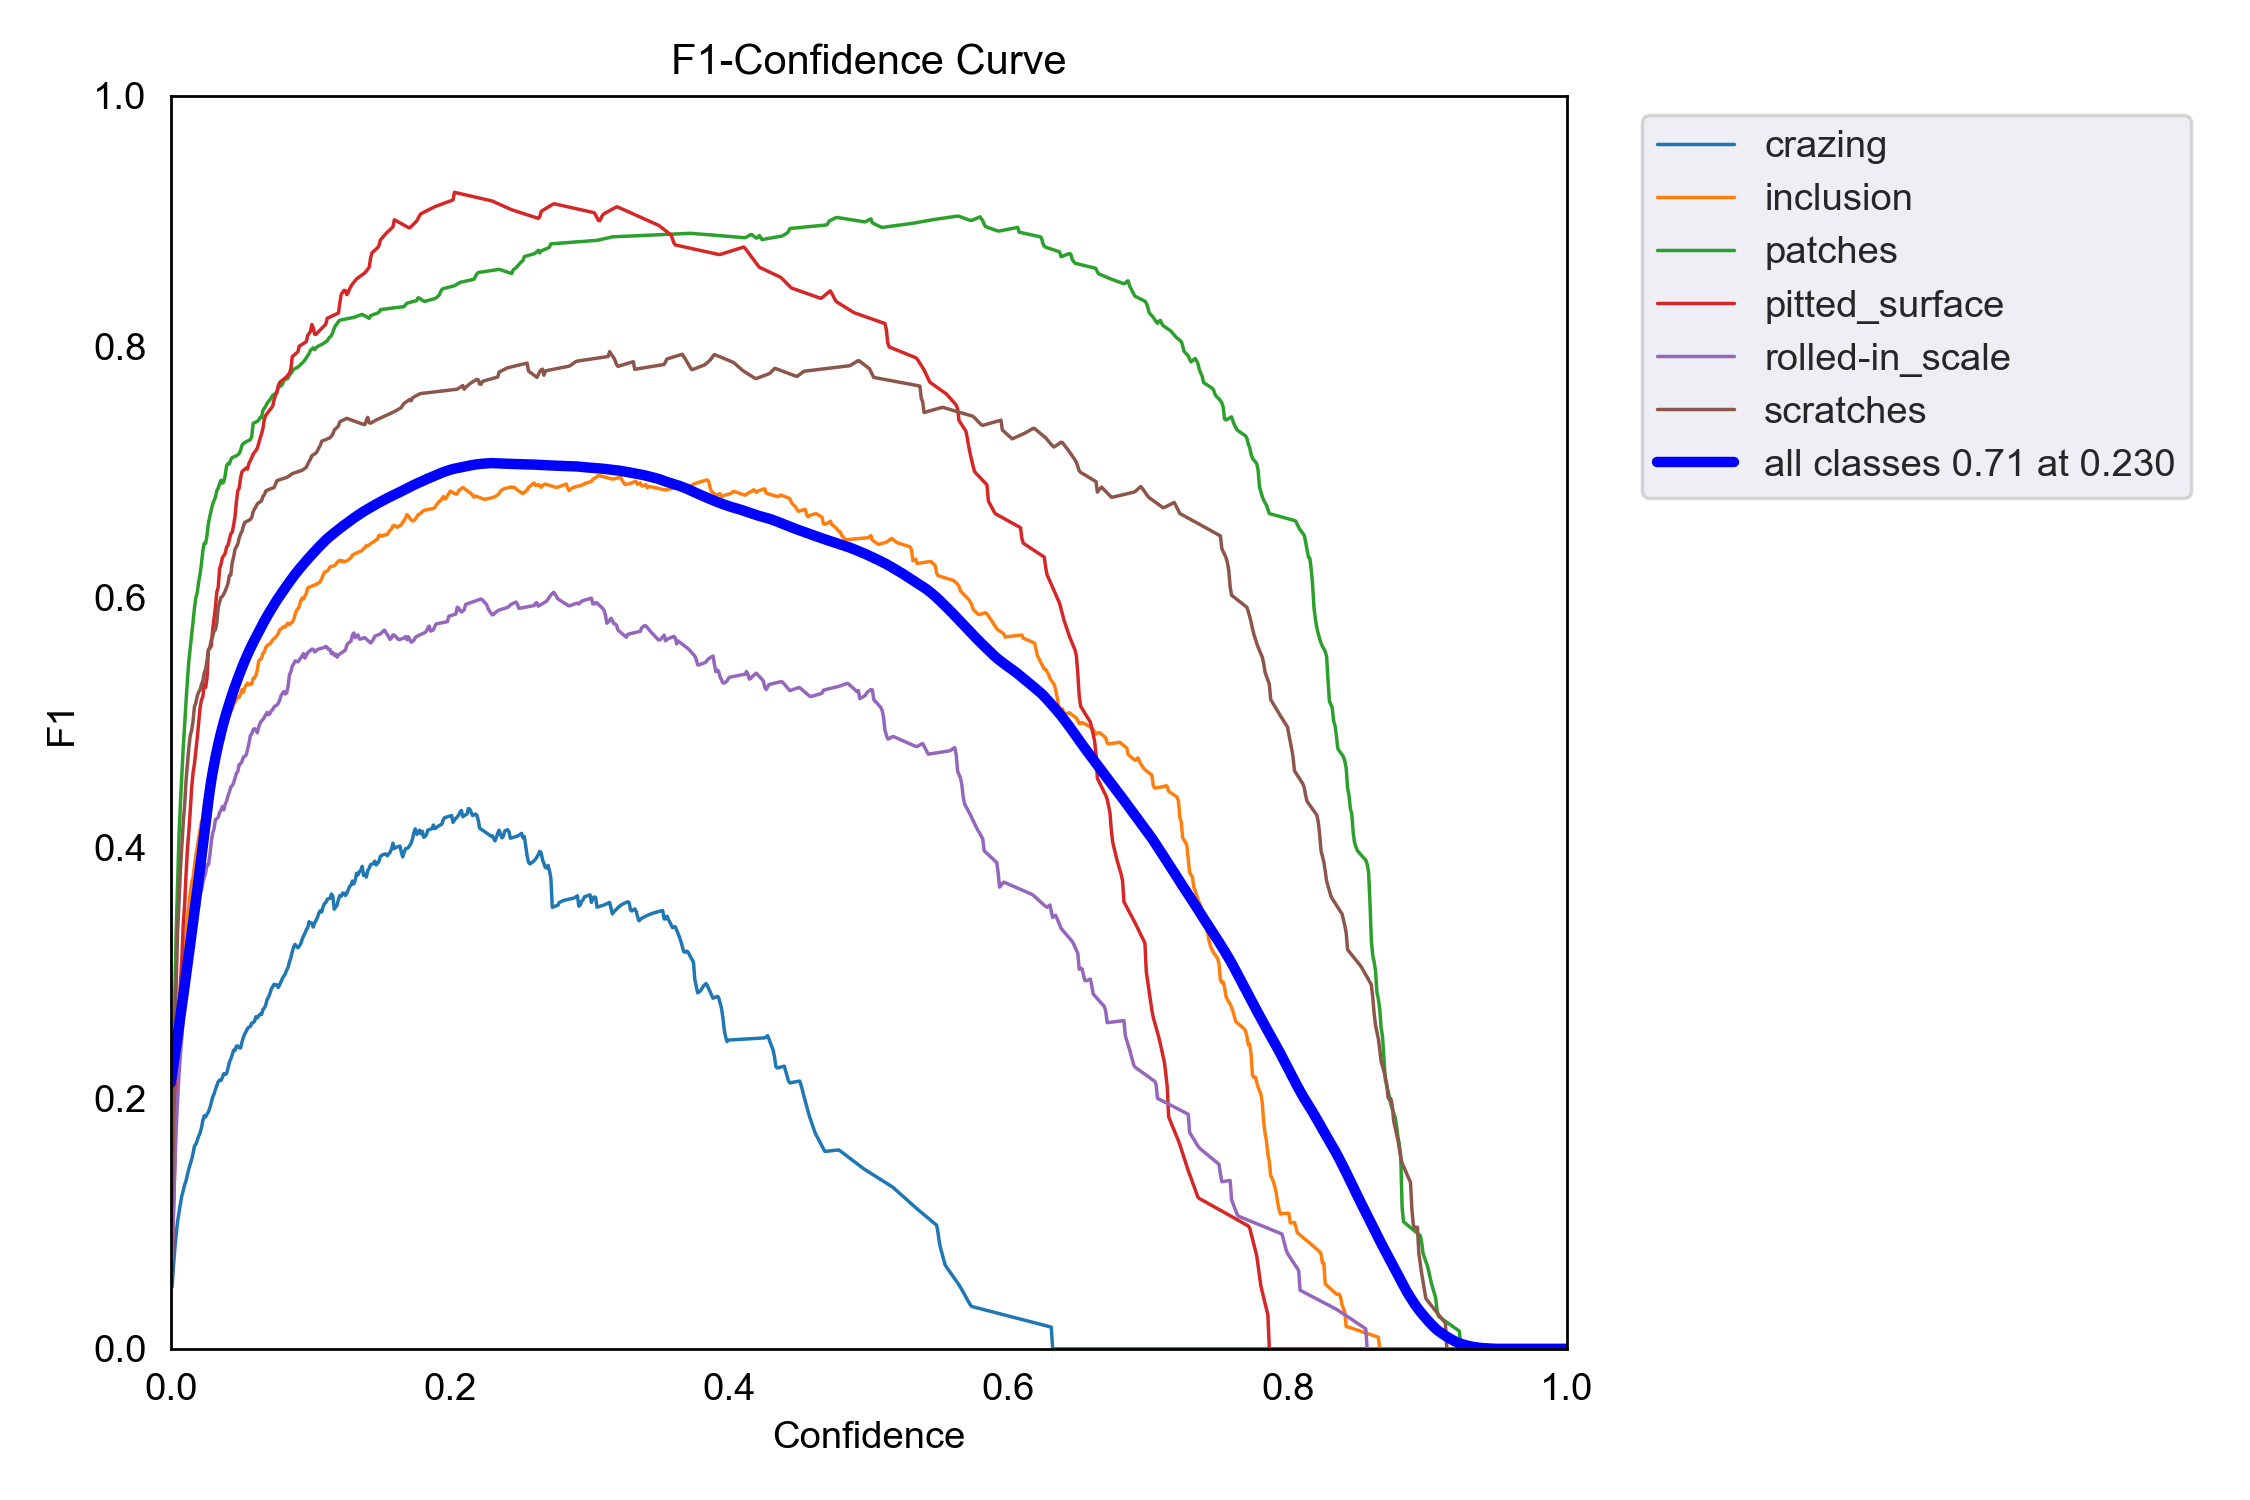 F1-Confidence Curve
1.0
0.8
0.6
0.4
0.2
0.0
F1
0.0 0.2 0.4 0.6 0.8 1.0
Confidence
crazing
inclusion
patches
pitted_surface
rolled-in_scale
scratches
all classes 0.71 at 0.230